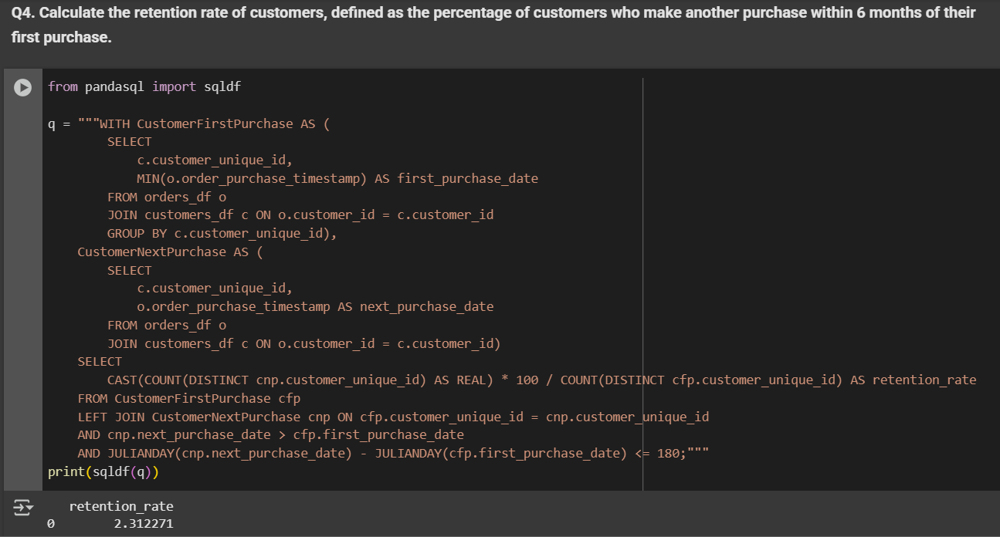 Q4. Calculate the retention rate of customers, defined as the percentage of customers who make another purchase within 6 months of their
first purchase.
from pandasql import sqldf
q = """WITH CustomerFirstPurchase AS (
SELECT
c.customer_unique_id,
MIN(o.order_purchase_timestamp) AS first_purchase_date
FROM orders_df o
JOIN customers_df c ON o.customer_id = c.customer_id
GROUP BY c.customer_unique_id),
CustomerNextPurchase AS (
SELECT
c.customer_unique_id,
o.order_purchase_timestamp AS next_purchase_date
FROM orders_df o
JOIN customers_df c ON o.customer_id = c.customer_id)
SELECT
CAST(COUNT(DISTINCT cnp.customer_unique_id) AS REAL) * 100 / COUNT(DISTINCT cfp.customer_unique_id) AS retention_rate
FROM CustomerFirstPurchase cfp
LEFT JOIN CustomerNextPurchase cnp ON cfp.customer_unique_id = cnp.customer_unique_id
AND cnp.next_purchase_date > cfp.first_purchase_date
AND JULIANDAY(cnp.next_purchase_date) - JULIANDAY(cfp.first_purchase_date) <= 180;"""
print(sqldf(q))
retention_rate
0 2.312271